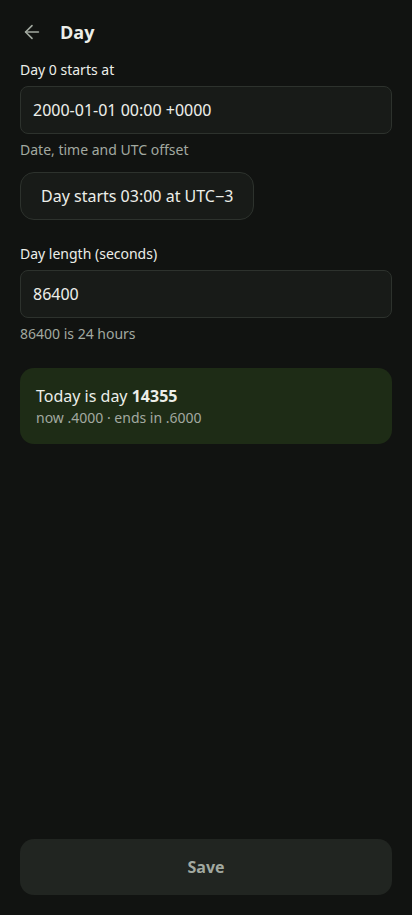 Day
Day 0 starts at
2000-01-01 00:00 +0000
Date, time and UTC offset
Day starts 03:00 at UTC−3
Day length (seconds)
86400
86400 is 24 hours
Today is day 14355
now .4000 · ends in .6000
Save